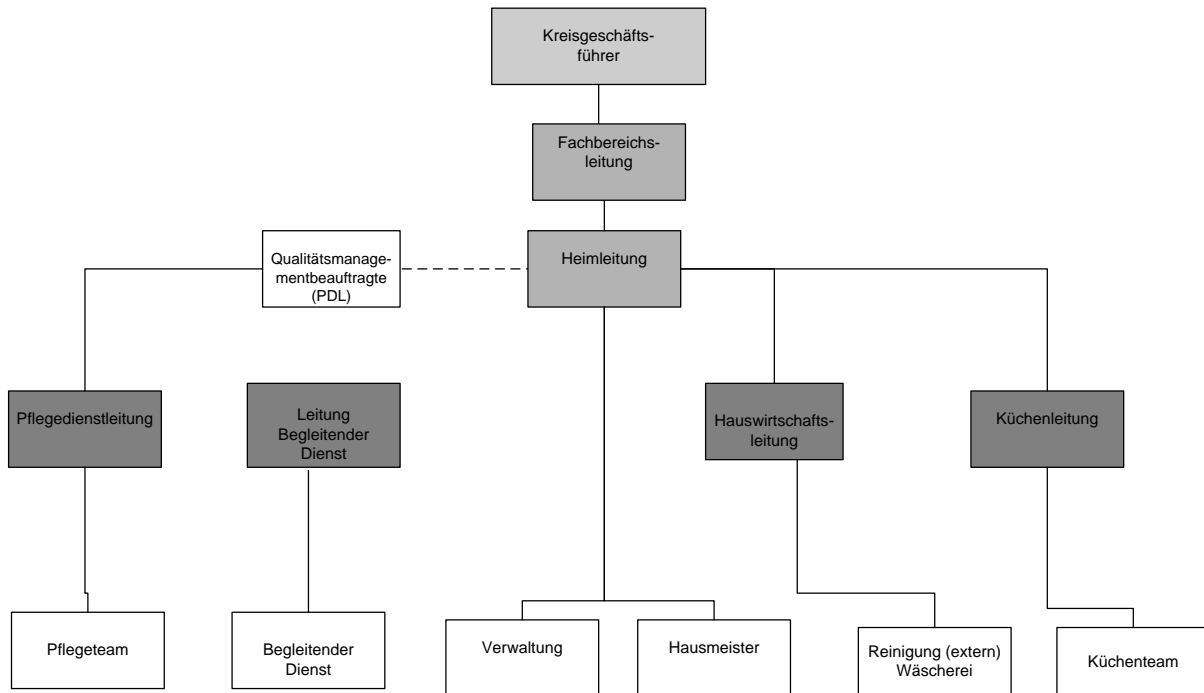 Kreisgeschäfts-
führer
Fachbereichs-
leitung
Qualitätsmanage-
mentbeauftragte
(PDL)
Heimleitung
Pflegedienstleitung
Leitung
Begleitender
Dienst
Hauswirtschafts-
leitung
Küchenleitung
Pflegeteam
Begleitender
Dienst
Verwaltung
Hausmeister
Reinigung (extern)
Wäscherei
Küchenteam